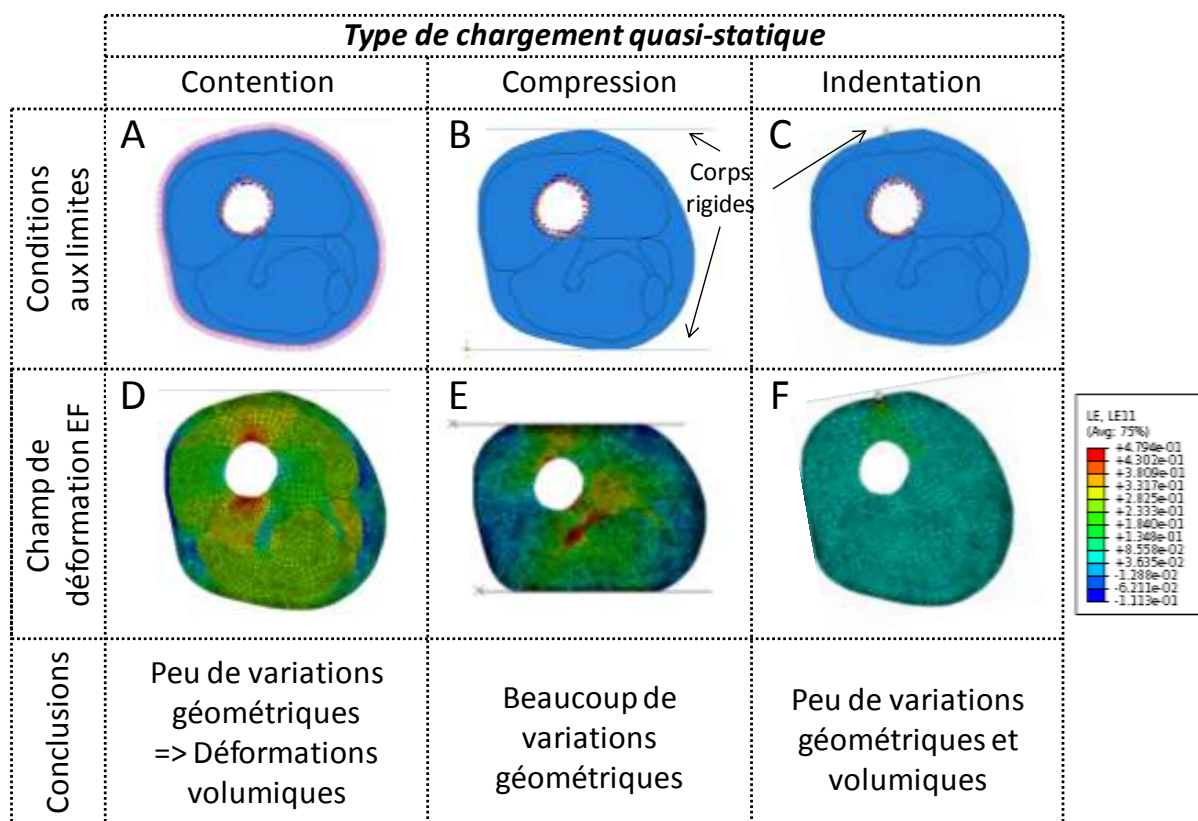 Type de chargement quasi-statique
Contention
Compression
Indentation
Conditions
aux limites
A
B
C
Corps
rigides
Champ de
déformation EF
D
E
F
LE, LE11
(Avg: 75%)
+4.794e-01
+4.302e-01
+3.809e-01
+3.317e-01
+2.825e-01
+2.333e-01
+1.840e-01
+1.348e-01
+8.558e-02
+3.635e-02
-1.288e-02
-6.211e-02
-1.113e-01
Conclusions
Peu de variations
géométriques
=> Déformations
volumiques
Beaucoup de
variations
géométriques
Peu de variations
géométriques et
volumiques